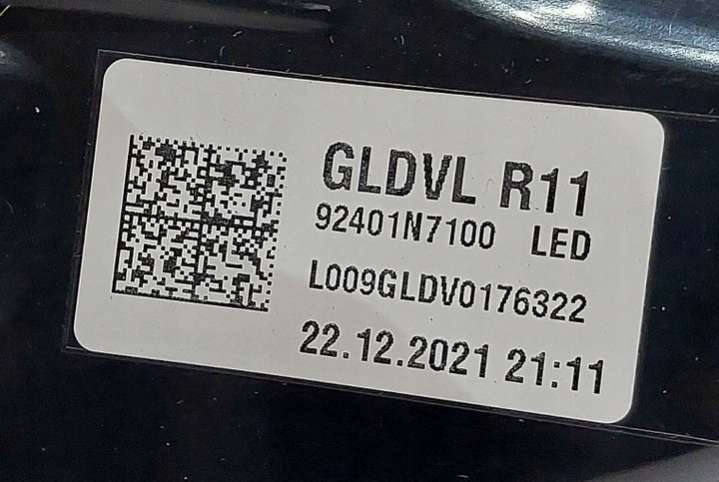 GLDVL R11
92401N7100 LED
L009GLDV0176322
22.12.2021 21:11